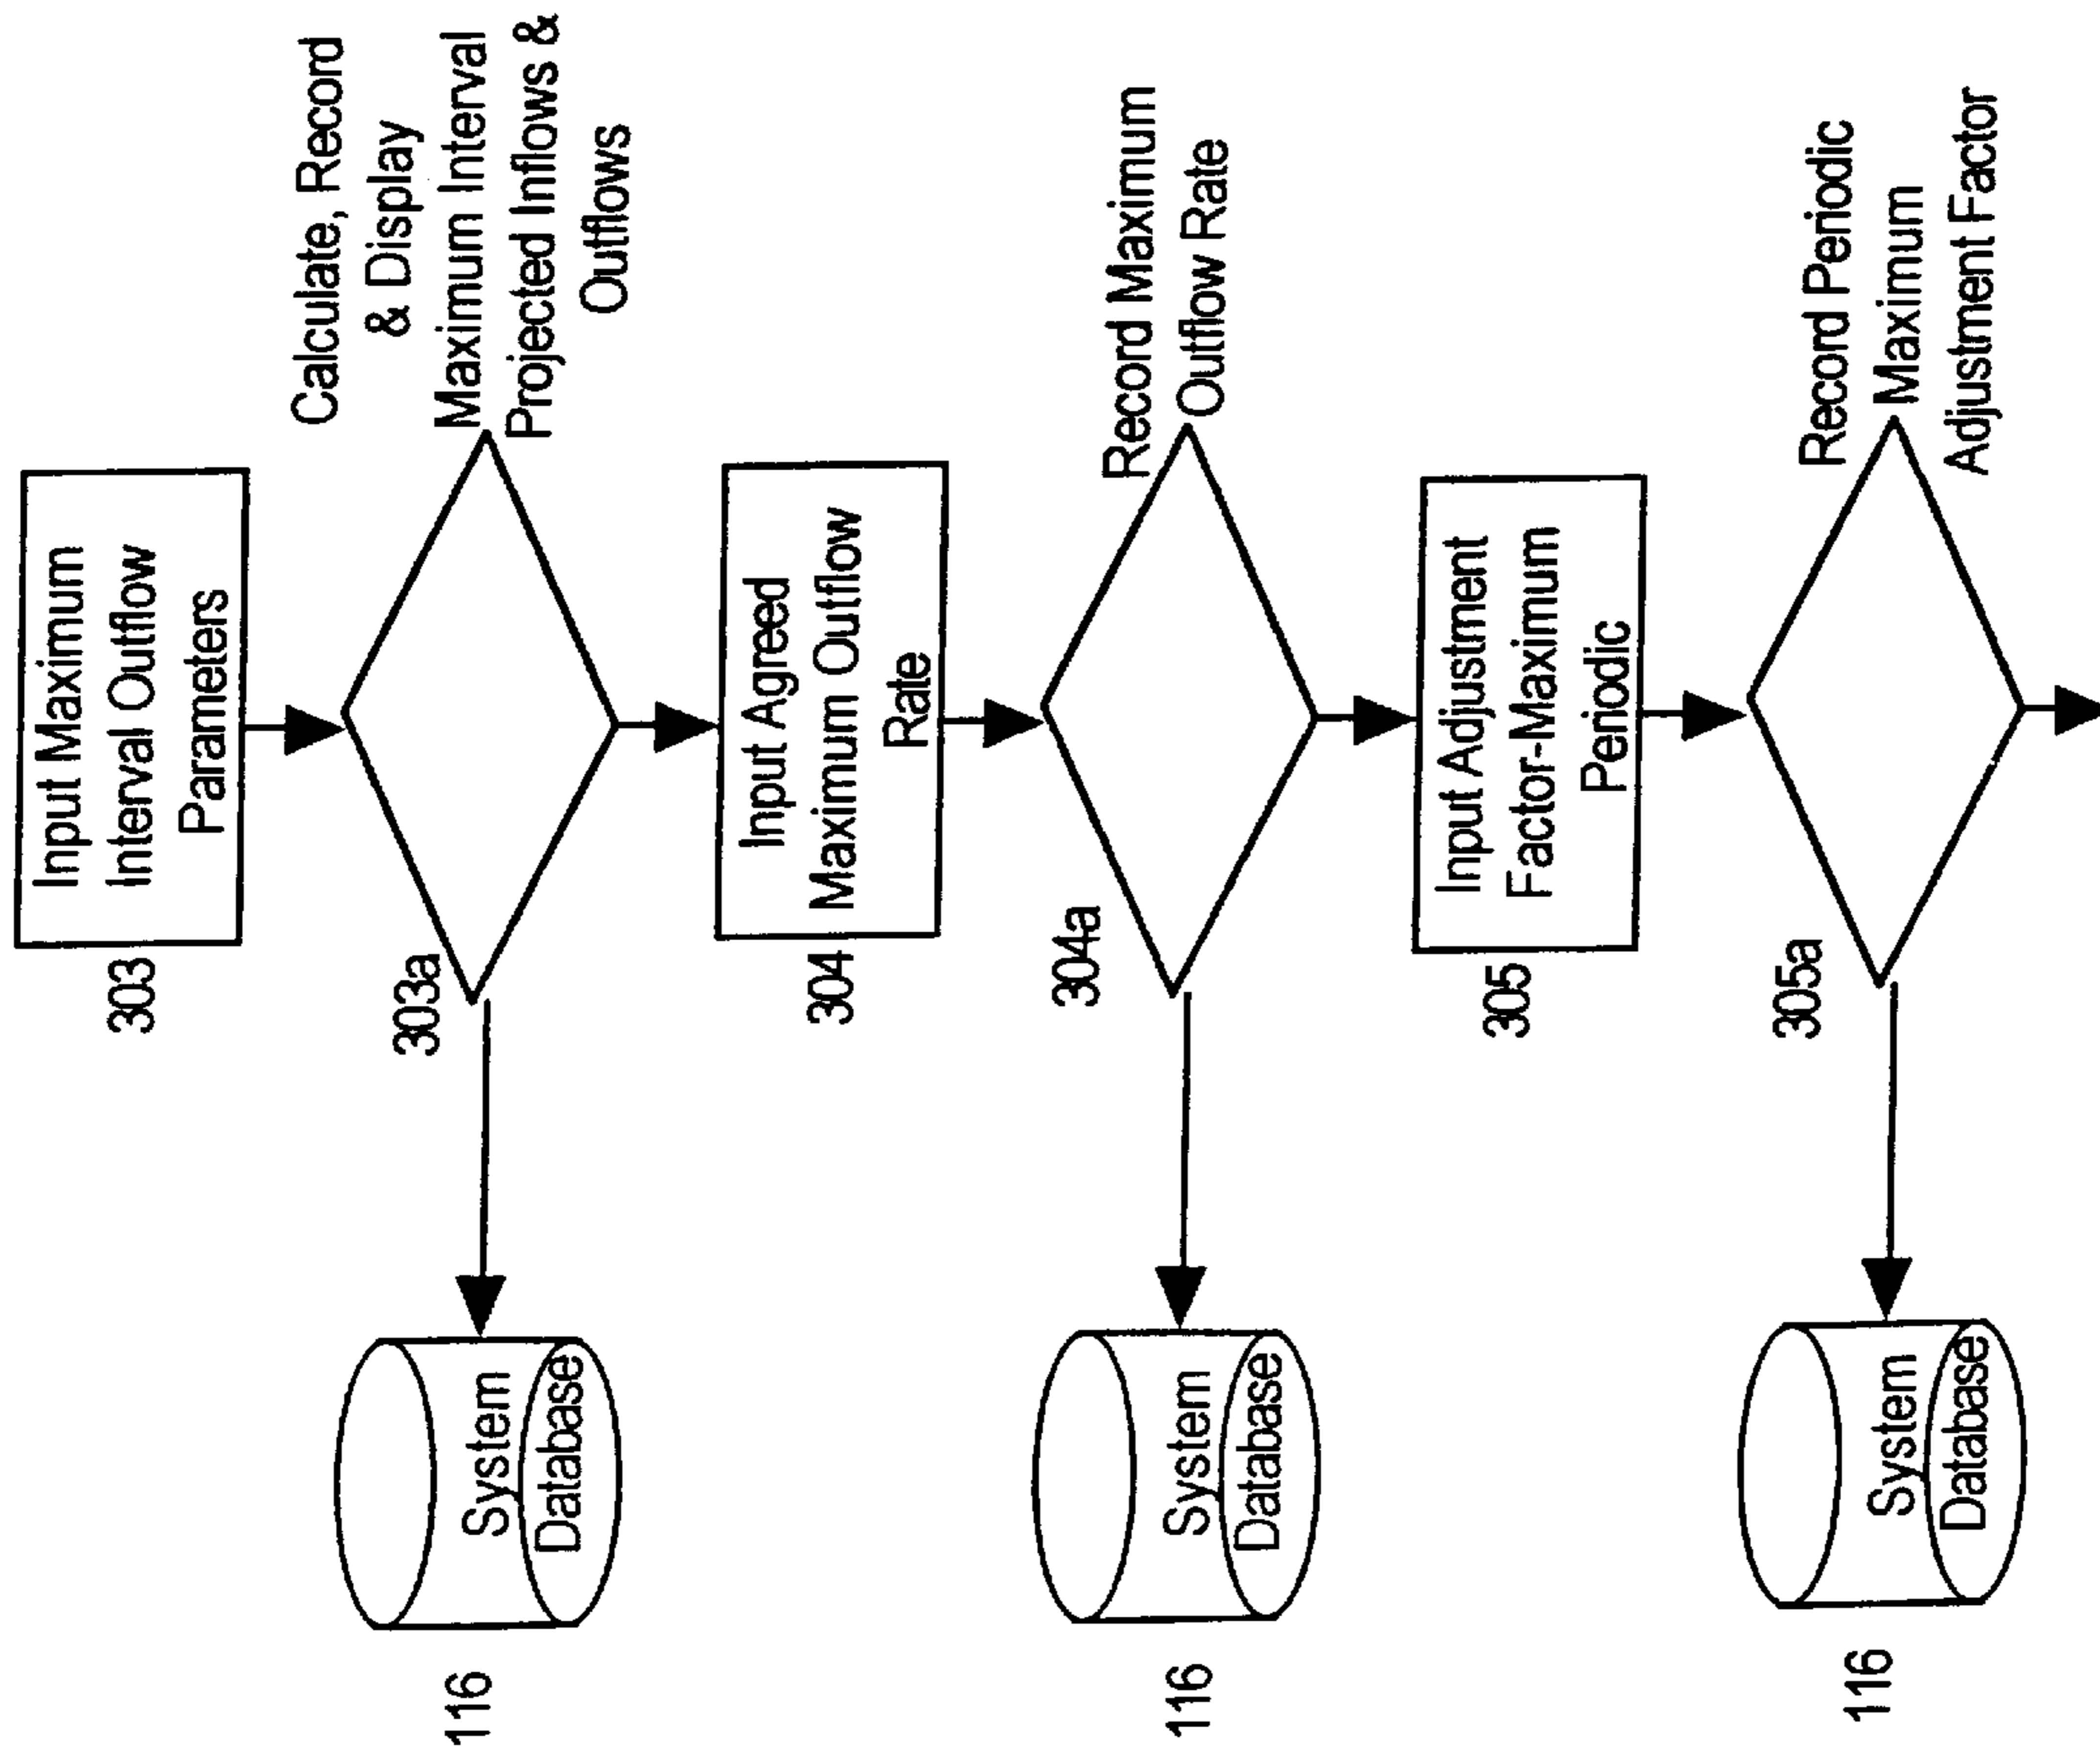 Input Maximum
Interval Outflow
Parameters
303
Calculate, Record
& Display
Maximum Interval
Projected Inflows &
Outflows
303a
System
Database
116
Input Agreed
Maximum Outflow
Rate
304
Record Maximum
Outflow Rate
304a
System
Database
116
Input Adjustment
Factor-Maximum
Periodic
305
Record Periodic
Maximum
Adjustment Factor
305a
System
Database
116